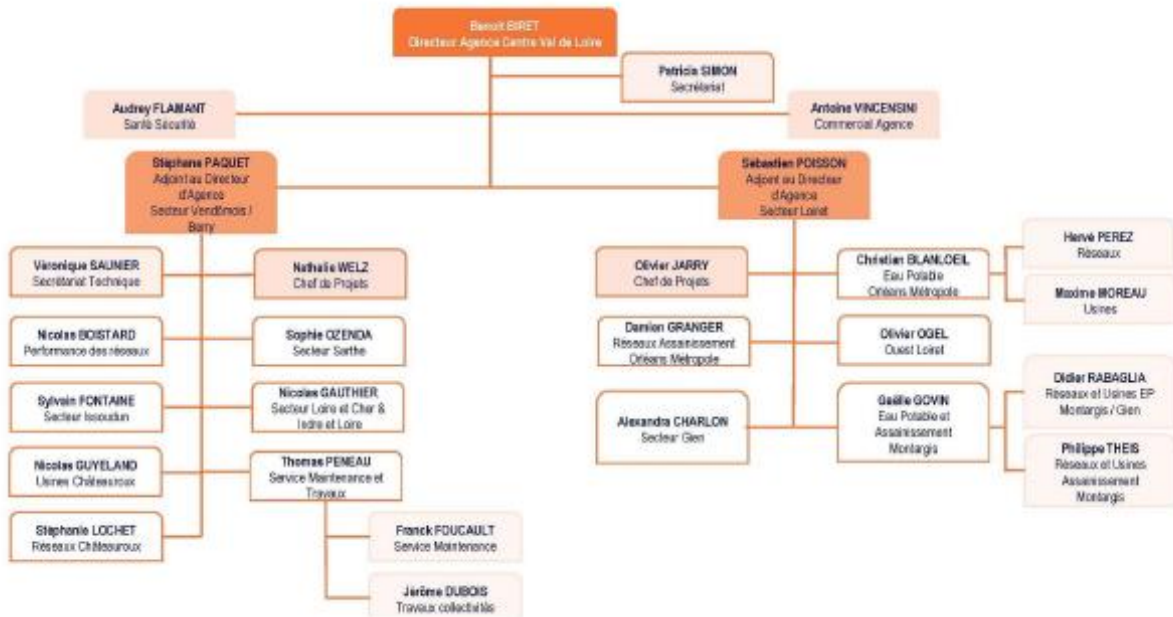 Benoit BIRET
Directeur Agence Centre Val de Loire
Patricia SIMON
Secrétariat
Audrey FLAMANT
Santé Sécurité
Antoine VINCENSINI
Commercial Agence
Stéphane PAQUET
Adjoint au Directeur
d'Agence
Secteur Vendômois /
Berry
Sébastien POISSON
Adjoint au Directeur
d'Agence
Secteur Loiret
Véronique SAUNIER
Secrétariat Technique
Nathalie WELZ
Chef de Projets
Nicolas BOISTARD
Performance des réseaux
Sophie OZENDA
Secteur Sarthe
Sylvain FONTAINE
Secteur Issoudun
Nicolas GAUTHIER
Secteur Loire et Cher &
Indre et Loire
Nicolas GUYELAND
Usines Châteauroux
Thomas PENEAU
Service Maintenance et
Travaux
Stéphanie LOCHET
Réseaux Châteauroux
Franck FOUCAULT
Service Maintenance
Jérôme DUBOIS
Travaux collectivités
Olivier JARRY
Chef de Projets
Christian BLANLOEIL
Eau Potable
Orléans Métropole
Hervé PEREZ
Réseaux
Maxime MOREAU
Usines
Damien GRANGER
Réseaux Assainissement
Orléans Métropole
Olivier OGEL
Ouest Loiret
Alexandra CHARLON
Secteur Gien
Gaëlle GOVIN
Eau Potable et
Assainissement
Montargis
Didier RABAGLIA
Réseaux et Usines EP
Montargis / Gien
Philippe THEIS
Réseaux et Usines
Assainissement
Montargis